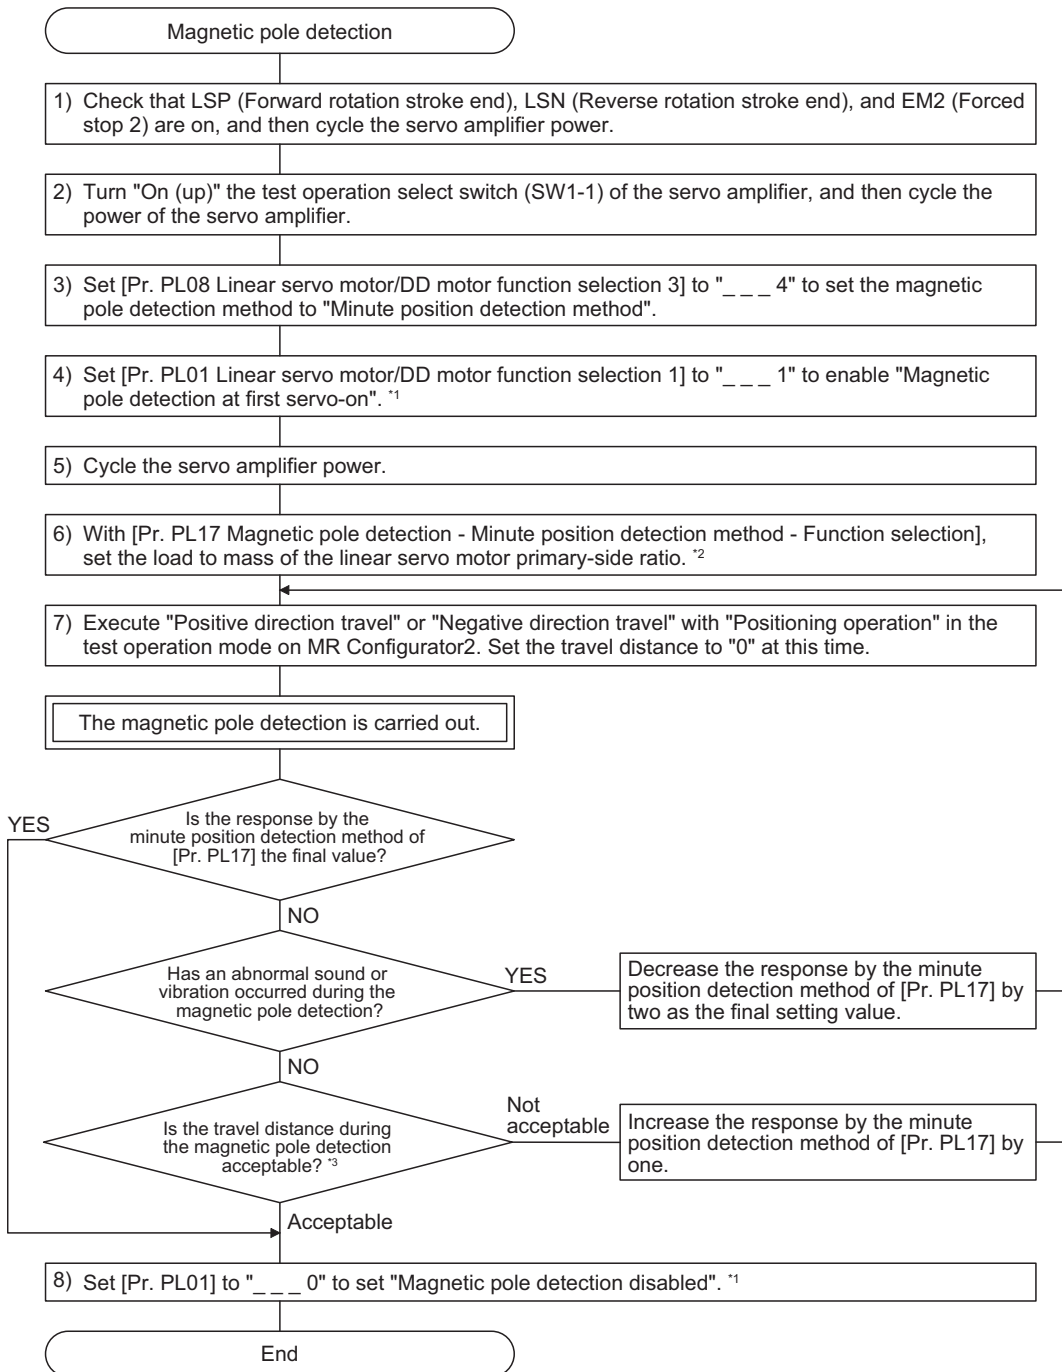 Magnetic pole detection
1) Check that LSP (Forward rotation stroke end), LSN (Reverse rotation stroke end), and EM2 (Forced
stop 2) are on, and then cycle the servo amplifier power.
2) Turn "On (up)" the test operation select switch (SW1-1) of the servo amplifier, and then cycle the
power of the servo amplifier.
3) Set [Pr. PL08 Linear servo motor/DD motor function selection 3] to "_ _ _ 4" to set the magnetic
pole detection method to "Minute position detection method".
4) Set [Pr. PL01 Linear servo motor/DD motor function selection 1] to "_ _ _ 1" to enable "Magnetic
pole detection at first servo-on". *1
5) Cycle the servo amplifier power.
6) With [Pr. PL17 Magnetic pole detection - Minute position detection method - Function selection],
set the load to mass of the linear servo motor primary-side ratio. *2
7) Execute "Positive direction travel" or "Negative direction travel" with "Positioning operation" in the
test operation mode on MR Configurator2. Set the travel distance to "0" at this time.
The magnetic pole detection is carried out.
YES
Is the response by the
minute position detection method of
[Pr. PL17] the final value?
NO
Has an abnormal sound or
vibration occurred during the
magnetic pole detection?
YES
Decrease the response by the minute
position detection method of [Pr. PL17] by
two as the final setting value.
NO
Is the travel distance during
the magnetic pole detection
acceptable? *3
Not
acceptable
Increase the response by the minute
position detection method of [Pr. PL17] by
one.
Acceptable
8) Set [Pr. PL01] to "_ _ _ 0" to set "Magnetic pole detection disabled". *1
End